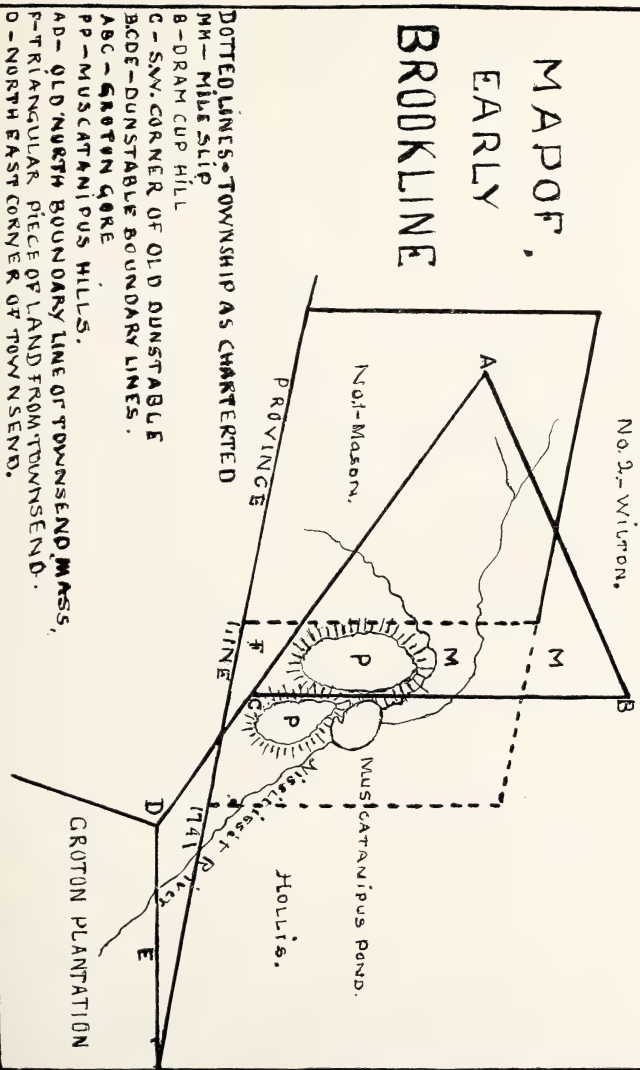 MAP OF,
EARLY
BROOKLINE
No. 2.-WILTON.
A
B
No.1-MASON.
M
M
P
P
F
C
PROVINCE
LINE
1741
MUSCATANIPUS POND.
NISSITISSIT RIVER
HOLLIS.
D
E
GROTON PLANTATION
DOTTED LINES=TOWNSHIP AS CHARTERTED
MM- MILE SLIP
B-DRAM CUP HILL
C-S.W. CORNER OF OLD DUNSTABLE
B.CDE-DUNSTABLE BOUNDARY LINES.
ABC-GROTON GORE
PP-MUSCATANIPUS HILLS.
AD- OLD NORTH BOUNDARY LINE OF TOWNSEND, MASS,
F-TRIANGULAR PIECE OF LAND FROM TOWNSEND.
D-NORTH EAST CORNER OF TOWNSEND.